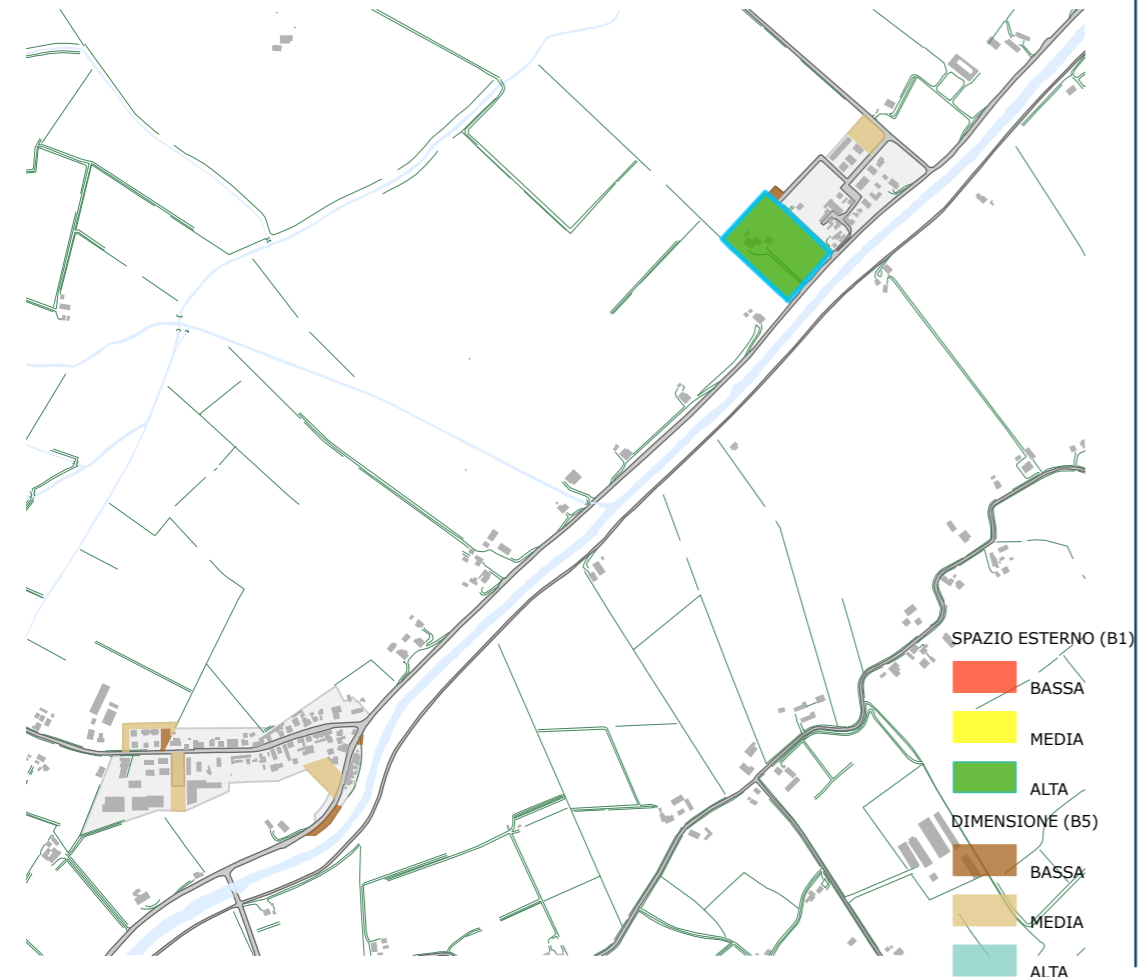 SPAZIO ESTERNO (B1)
BASSA
MEDIA
ALTA
DIMENSIONE (B5)
BASSA
MEDIA
ALTA